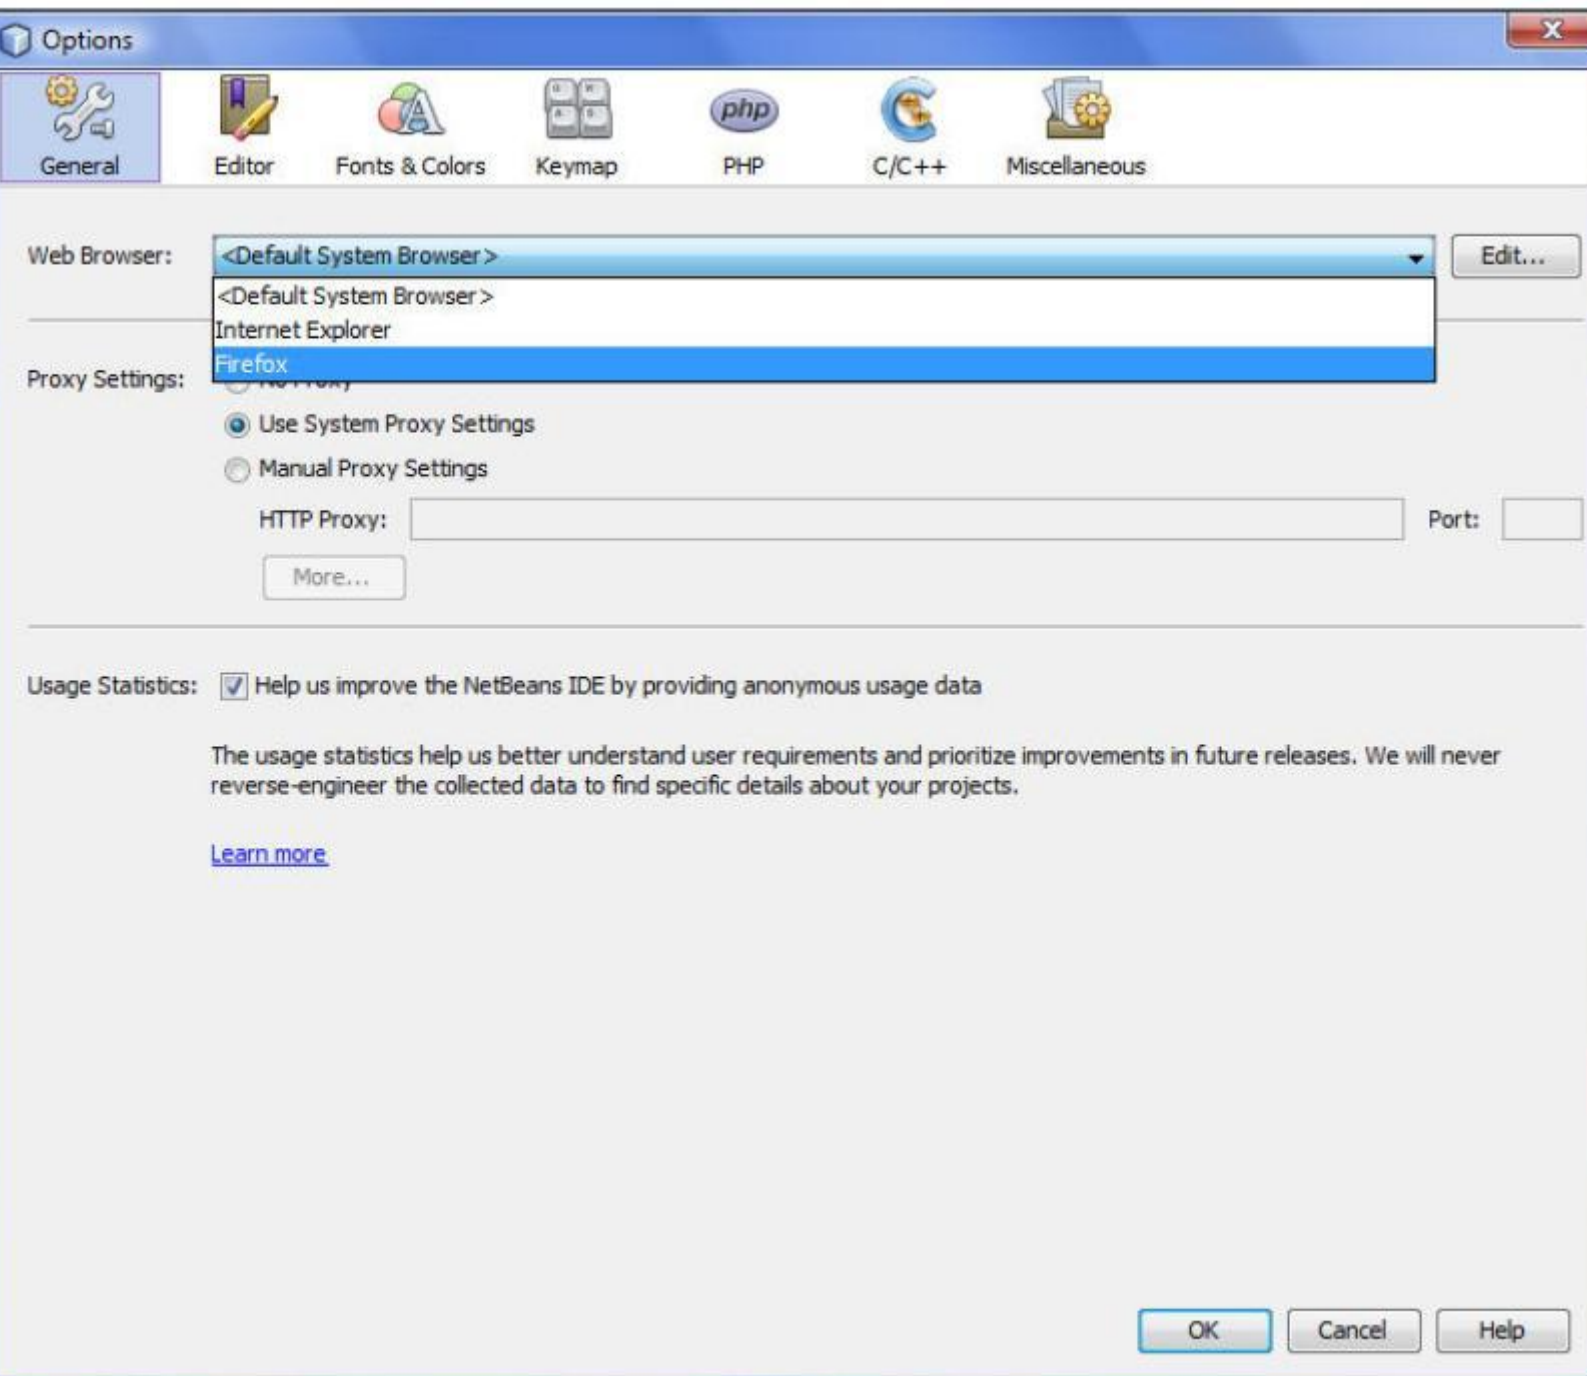 Options
General
Editor
Fonts & Colors
Keymap
php
PHP
C/C++
Miscellaneous
Web Browser:
<Default System Browser>
Edit...
<Default System Browser>
Internet Explorer
Firefox
Proxy Settings:
Use System Proxy Settings
Manual Proxy Settings
HTTP Proxy:
Port:
More...
Usage Statistics:
Help us improve the NetBeans IDE by providing anonymous usage data
The usage statistics help us better understand user requirements and prioritize improvements in future releases. We will never
reverse-engineer the collected data to find specific details about your projects.
Learn more
OK
Cancel
Help